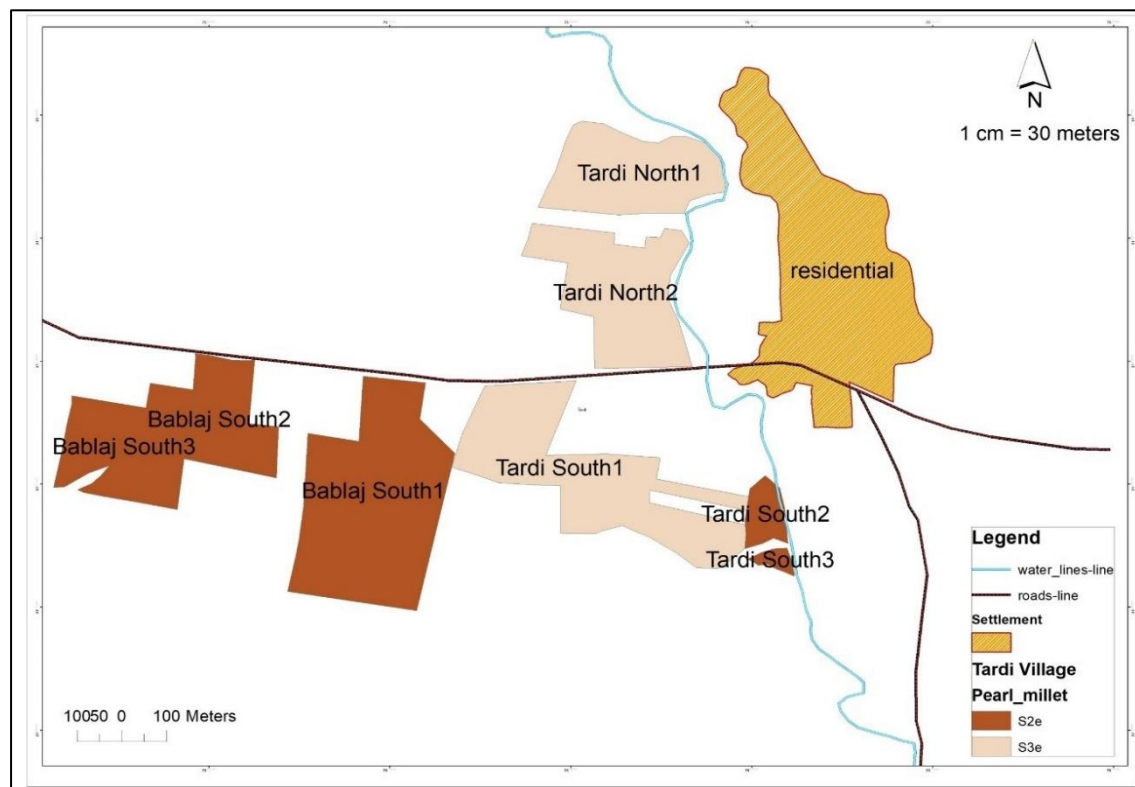 N
1 cm = 30 meters
Tardi North1
residential
Tardi North2
Bablaj South2
Bablaj South3
Tardi South1
Bablaj South1
Tardi South2
Tardi South3
Legend
water_lines-line
roads-line
Settlement
Tardi Village
Pearl_millet
S2e
S3e
10050 0 100 Meters